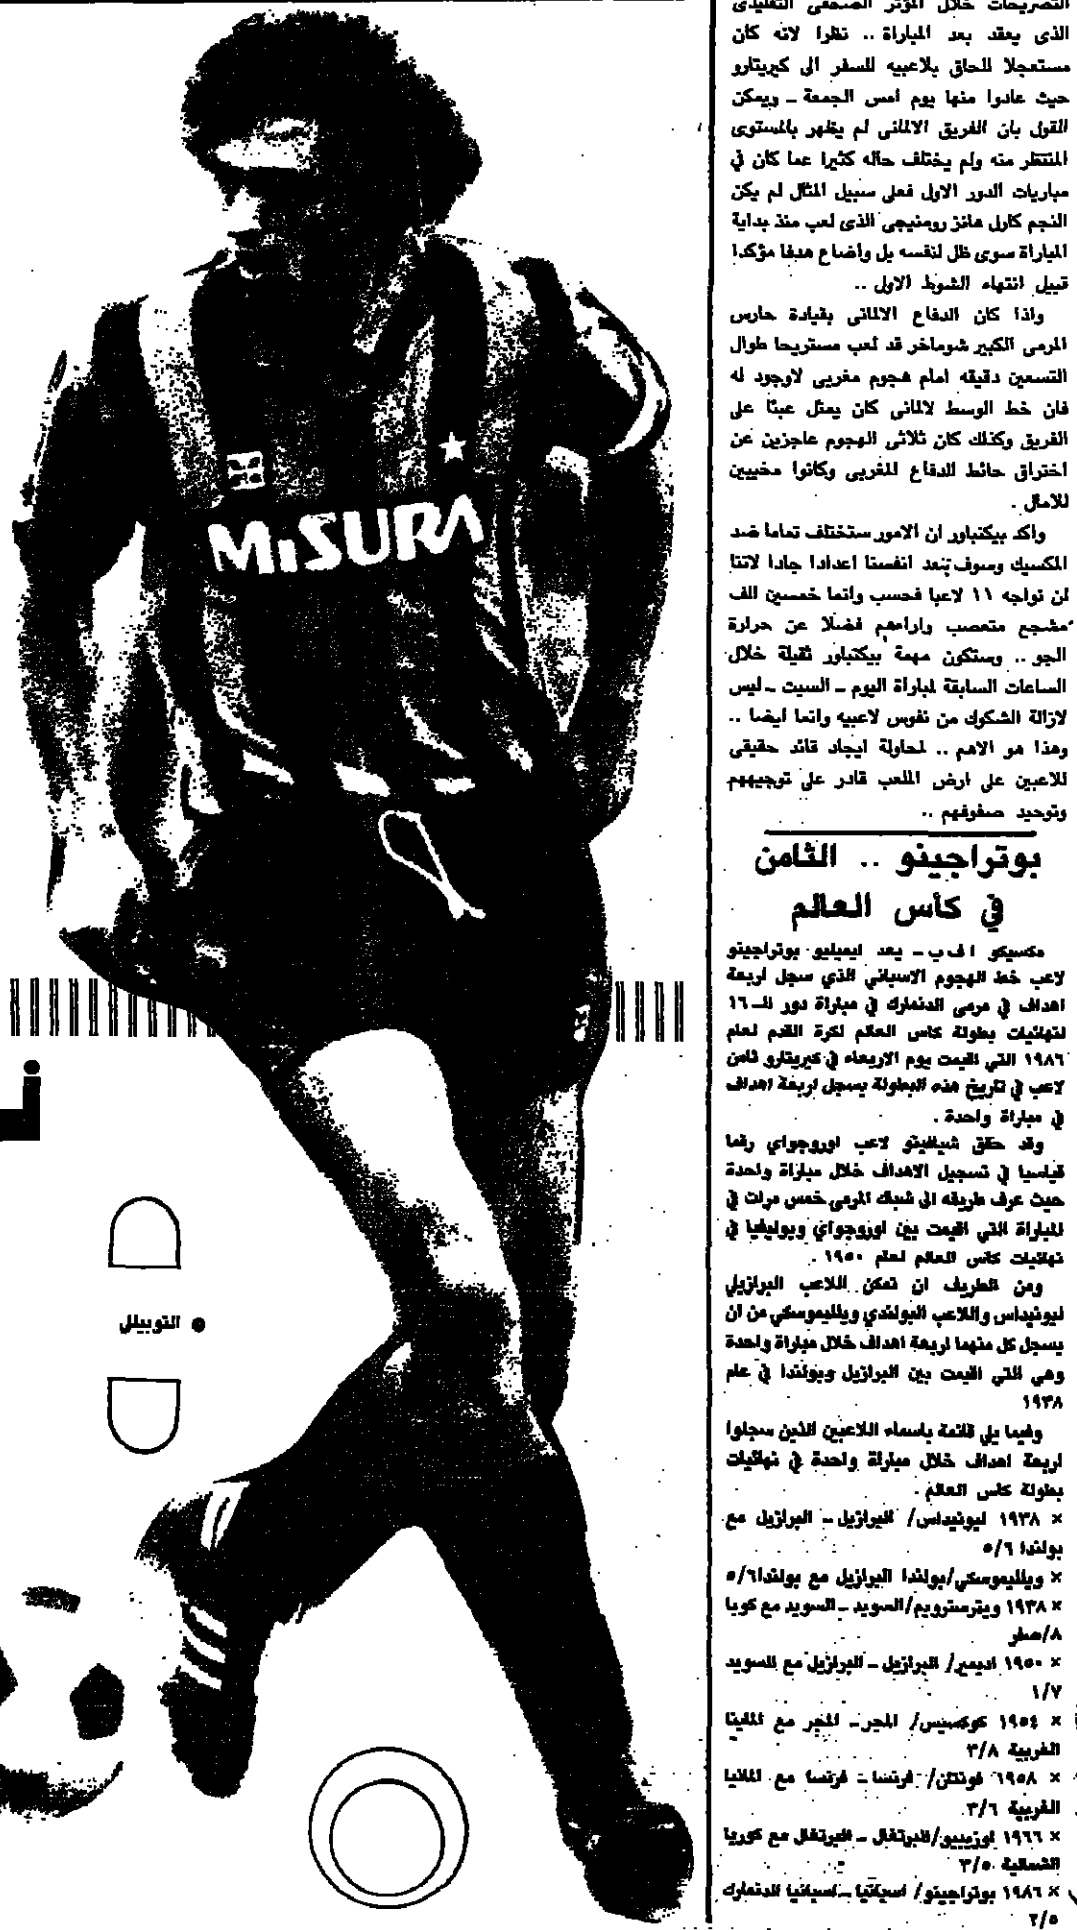 التصريحات خلال المؤتمر الصحفى التقليدى
الذى يعقد بعد المباراة .. نظرا لانه كان
مستعجلا للحاق بلاعبيه للسفر الى كيريتارو
حيث عادوا منها يوم امس الجمعة ـ ويمكن
القول بان الفريق الالمانى لم يظهر بالمستوى
المنتظر منه ولم يختلف حاله كثيرا عما كان في
مباريات الدور الاول فعلى سبيل المثال لم يكن
النجم كارل هانز رومنيجى الذى لعب منذ بداية
المباراة سوى ظل لنفسه بل وأضاع هدفا مؤكدا
قبيل انتهاء الشوط الاول ..
واذا كان الدفاع الالمانى بقيادة حارس
المرمى الكبير شوماخر قد لعب مستريحا طوال
التسعين دقيقه امام هجوم مغربى لاوجود له
فان خط الوسط لالمانى كان يمثل عبئا على
الفريق وكذلك كان ثلاثى الهجوم عاجزين عن
اختراق حائط الدفاع المغربى وكانوا مخيبين
للامال .
واكد بيكنباور ان الامور ستختلف تماما ضد
المكسيك وسوف نعد انفسنا اعدادا جادا لاننا
لن نواجه ١١ لاعبا فحسب وانما خمسين الف
مشجع متعصب واراءهم فضلا عن حرارة
الجو .. وستكون مهمة بيكنباور ثقيلة خلال
الساعات السابقة لمباراة اليوم ـ السبت ـ ليس
لازالة الشكوك من نفوس لاعبيه وانما ايضا ..
وهذا هو الاهم .. لمحاولة ايجاد قائد حقيقى
للاعبين على ارض الملعب قادر على توجيههم
وتوحيد صفوفهم ..
بوتراجينو .. الثامن
في كأس العالم
مكسيكو ا ف ب ـ يعد ايميليو بوتراجينو
لاعب خط الهجوم الاسباني الذي سجل اربعة
اهداف في مرمى الدنمارك في مباراة دور الـ ١٦
لنهائيات بطولة كاس العالم لكرة القدم لعام
١٩٨٦ التي اقيمت يوم الاربعاء في كيريتارو ثامن
لاعب في تاريخ هذه البطولة يسجل اربعة اهداف
في مباراة واحدة .
وقد حقق شيافينو لاعب اوروجواي رقما
قياسيا في تسجيل الاهداف خلال مباراة واحدة
حيث عرف طريقه الى شباك المرمى خمس مرات في
المباراة التي اقيمت بين اوروجواي وبوليفيا في
نهائيات كاس العالم لعام ١٩٥٠ .
ومن الطريف ان تمكن اللاعب البرازيلي
ليونيداس واللاعب البولندي ويلليموسكي من ان
يسجل كل منهما اربعة اهداف خلال مباراة واحدة
وهي التي اقيمت بين البرازيل وبولندا في عام
١٩٣٨
وفيما يلي قائمة باسماء اللاعبين الذين سجلوا
اربعة اهداف خلال مباراة واحدة في نهائيات
بطولة كاس العالم .
× ١٩٣٨ ليونيداس/ البرازيل ـ البرازيل مع
بولندا ٥/٦
× ويلليموسكي/بولندا البرازيل مع بولندا٥/٦
× ١٩٣٨ ويترستروبم/السويد ـ السويد مع كوبا
٨/صفر
× ١٩٥٠ اديمير/ البرازيل ـ البرازيل مع السويد
١/٧
× ١٩٥٤ كوكسيس/ المجر ـ المجر مع المانيا
الغربية ٣/٨
× ١٩٥٨ فونتان/ فرنسا ـ فرنسا مع المانيا
الغربية ٣/٦
× ١٩٦٦ اوزيبيو/البرتغال ـ البرتغال مع كوريا
الشمالية ٣/٥
× ١٩٨٦ بوتراجينو/ اسبانيا ـ اسبانيا الدنمارك
MISURA
● التوبيللي